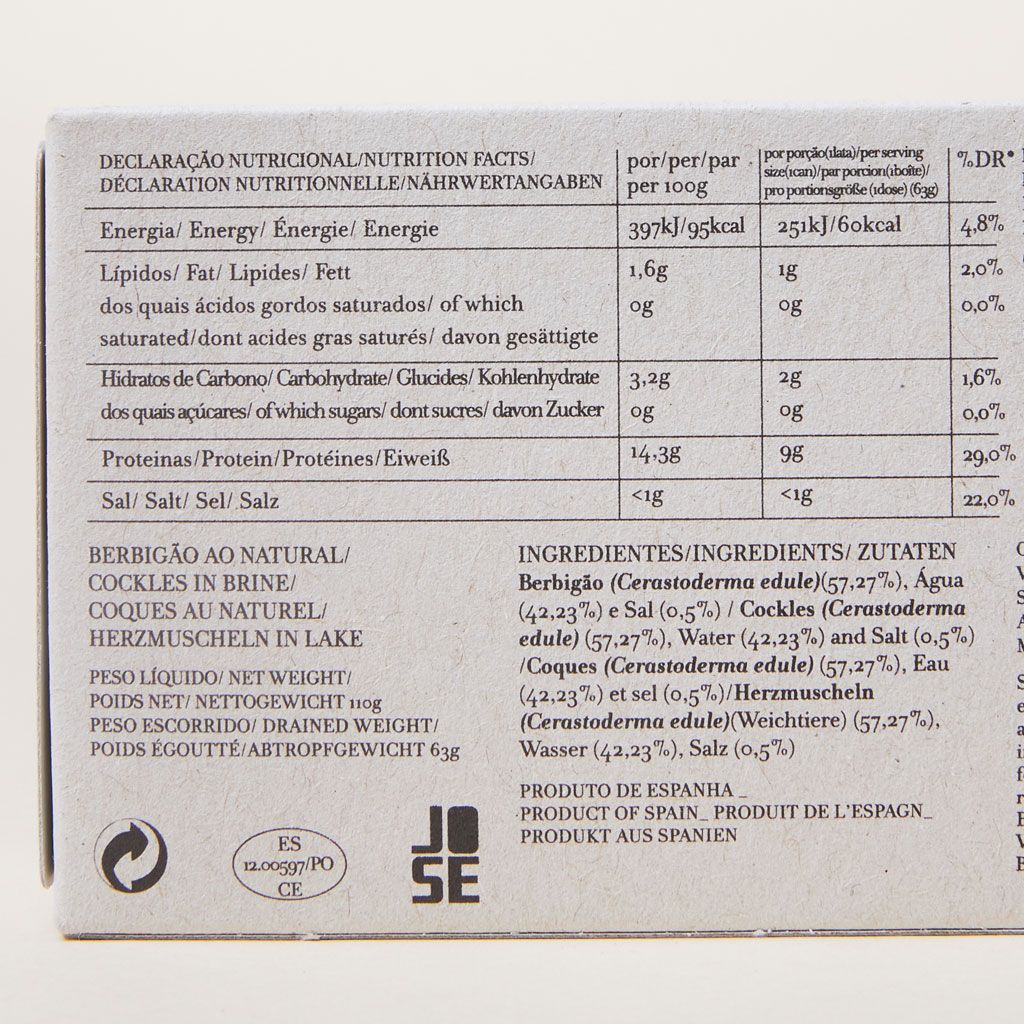 DECLARAÇÃO NUTRICIONAL/NUTRITION FACTS/
DÉCLARATION NUTRITIONNELLE/NÄHRWERTANGABEN
por/per/par
per 100g
por porção(1lata)/per serving
size(1can)/par porcion(1boîte)/
pro portionsgröße (1dose) (63g)
%DR*
Energia/ Energy/ Énergie/ Energie 397kJ/95kcal 251kJ/60kcal 4,8%
Lípidos/ Fat/ Lipides/ Fett 1,6g 1g 2,0%
dos quais ácidos gordos saturados/ of which 0g 0g 0,0%
saturated/dont acides gras saturés/ davon gesättigte
Hidratos de Carbono/ Carbohydrate/ Glucides/ Kohlenhydrate 3,2g 2g 1,6%
dos quais açúcares/ of which sugars/ dont sucres/ davon Zucker 0g 0g 0,0%
Proteinas/Protein/Protéines/Eiweiß 14,3g 9g 29,0%
Sal/ Salt/ Sel/ Salz <1g <1g 22,0%
BERBIGÃO AO NATURAL/
COCKLES IN BRINE/
COQUES AU NATUREL/
HERZMUSCHELN IN LAKE
PESO LÍQUIDO/ NET WEIGHT/
POIDS NET/ NETTOGEWICHT 110g
PESO ESCORRIDO/ DRAINED WEIGHT/
POIDS ÉGOUTTÉ/ABTROPFGEWICHT 63g
INGREDIENTES/INGREDIENTS/ ZUTATEN
Berbigão (Cerastoderma edule)(57,27%), Água
(42,23%) e Sal (0,5%) / Cockles (Cerastoderma
edule) (57,27%), Water (42,23%) and Salt (0,5%)
/Coques (Cerastoderma edule) (57,27%), Eau
(42,23%) et sel (0,5%)/Herzmuscheln
(Cerastoderma edule)(Weichtiere) (57,27%),
Wasser (42,23%), Salz (0,5%)
PRODUTO DE ESPANHA _
PRODUCT OF SPAIN_ PRODUIT DE L'ESPAGN_
PRODUKT AUS SPANIEN
ES
12.00597/PO
CE
JO
SE